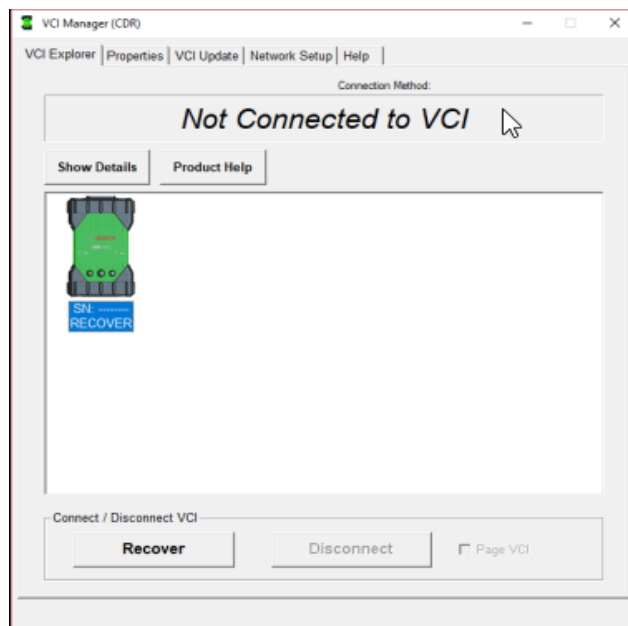 VCI Manager (CDR)
VCI Explorer Properties VCI Update Network Setup Help
Connection Method:
Not Connected to VCI
Show Details Product Help
SN: --------
RECOVER
Connect / Disconnect VCI
Recover Disconnect Page VCI